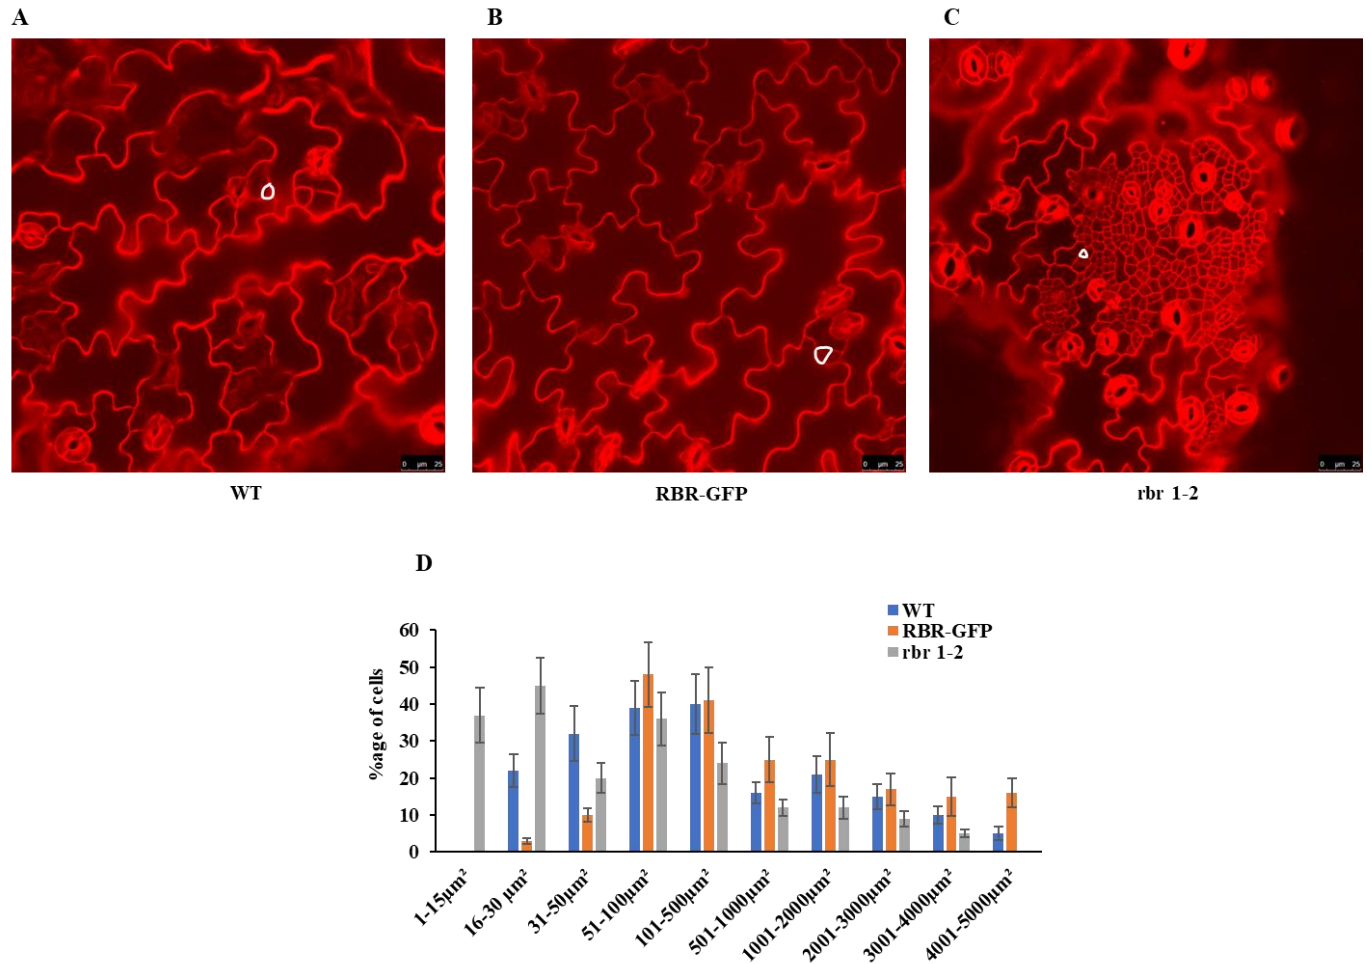 A
B
C
0 µm 25
0 µm 25
0 µm 25
WT
RBR-GFP
rbr 1-2
D
WT
RBR-GFP
rbr 1-2
%age of cells
60
50
40
30
20
10
0
1-15µm²
16-30 µm²
31-50µm²
51-100µm²
101-500µm²
501-1000µm²
1001-2000µm²
2001-3000µm²
3001-4000µm²
4001-5000µm²